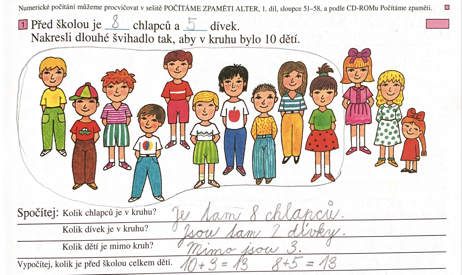 Numerické počítání můžeme procvičovat v sešitě POČÍTÁME ZPAMĚTI ALTER, 1. díl, sloupce 51-58, a podle CD-ROMu Počítáme zpaměti.
1 Před školou je 8 chlapců a 5 dívek.
Nakresli dlouhé švihadlo tak, aby v kruhu bylo 10 dětí.
Spočítej: Kolik chlapců je v kruhu? Je tam 8 chlapců.
Kolik dívek je v kruhu? Jsou tam 2 dívky.
Kolik dětí je mimo kruh? Mimo jsou 3.
Vypočítej, kolik je před školou celkem dětí. 10+3=13 8+5=13